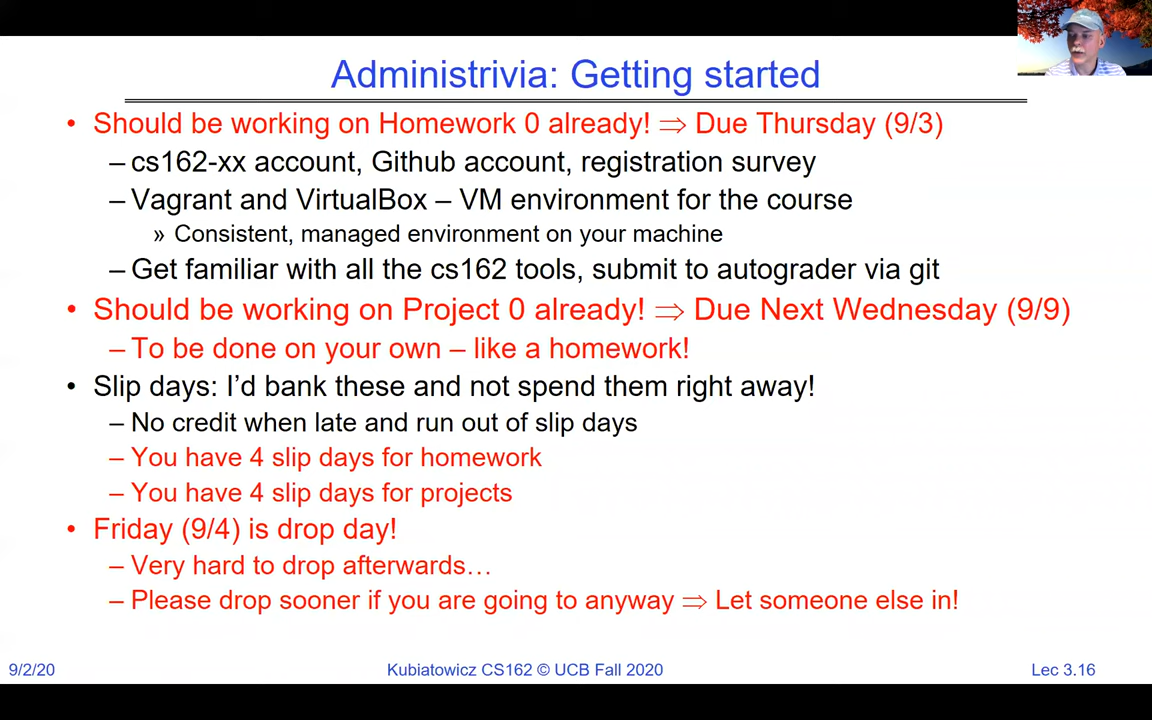 Administrivia: Getting started
• Should be working on Homework 0 already! ⇒ Due Thursday (9/3)
– cs162-xx account, Github account, registration survey
– Vagrant and VirtualBox – VM environment for the course
» Consistent, managed environment on your machine
– Get familiar with all the cs162 tools, submit to autograder via git
• Should be working on Project 0 already! ⇒ Due Next Wednesday (9/9)
– To be done on your own – like a homework!
• Slip days: I’d bank these and not spend them right away!
– No credit when late and run out of slip days
– You have 4 slip days for homework
– You have 4 slip days for projects
• Friday (9/4) is drop day!
– Very hard to drop afterwards…
– Please drop sooner if you are going to anyway ⇒ Let someone else in!
9/2/20 Kubiatowicz CS162 © UCB Fall 2020 Lec 3.16